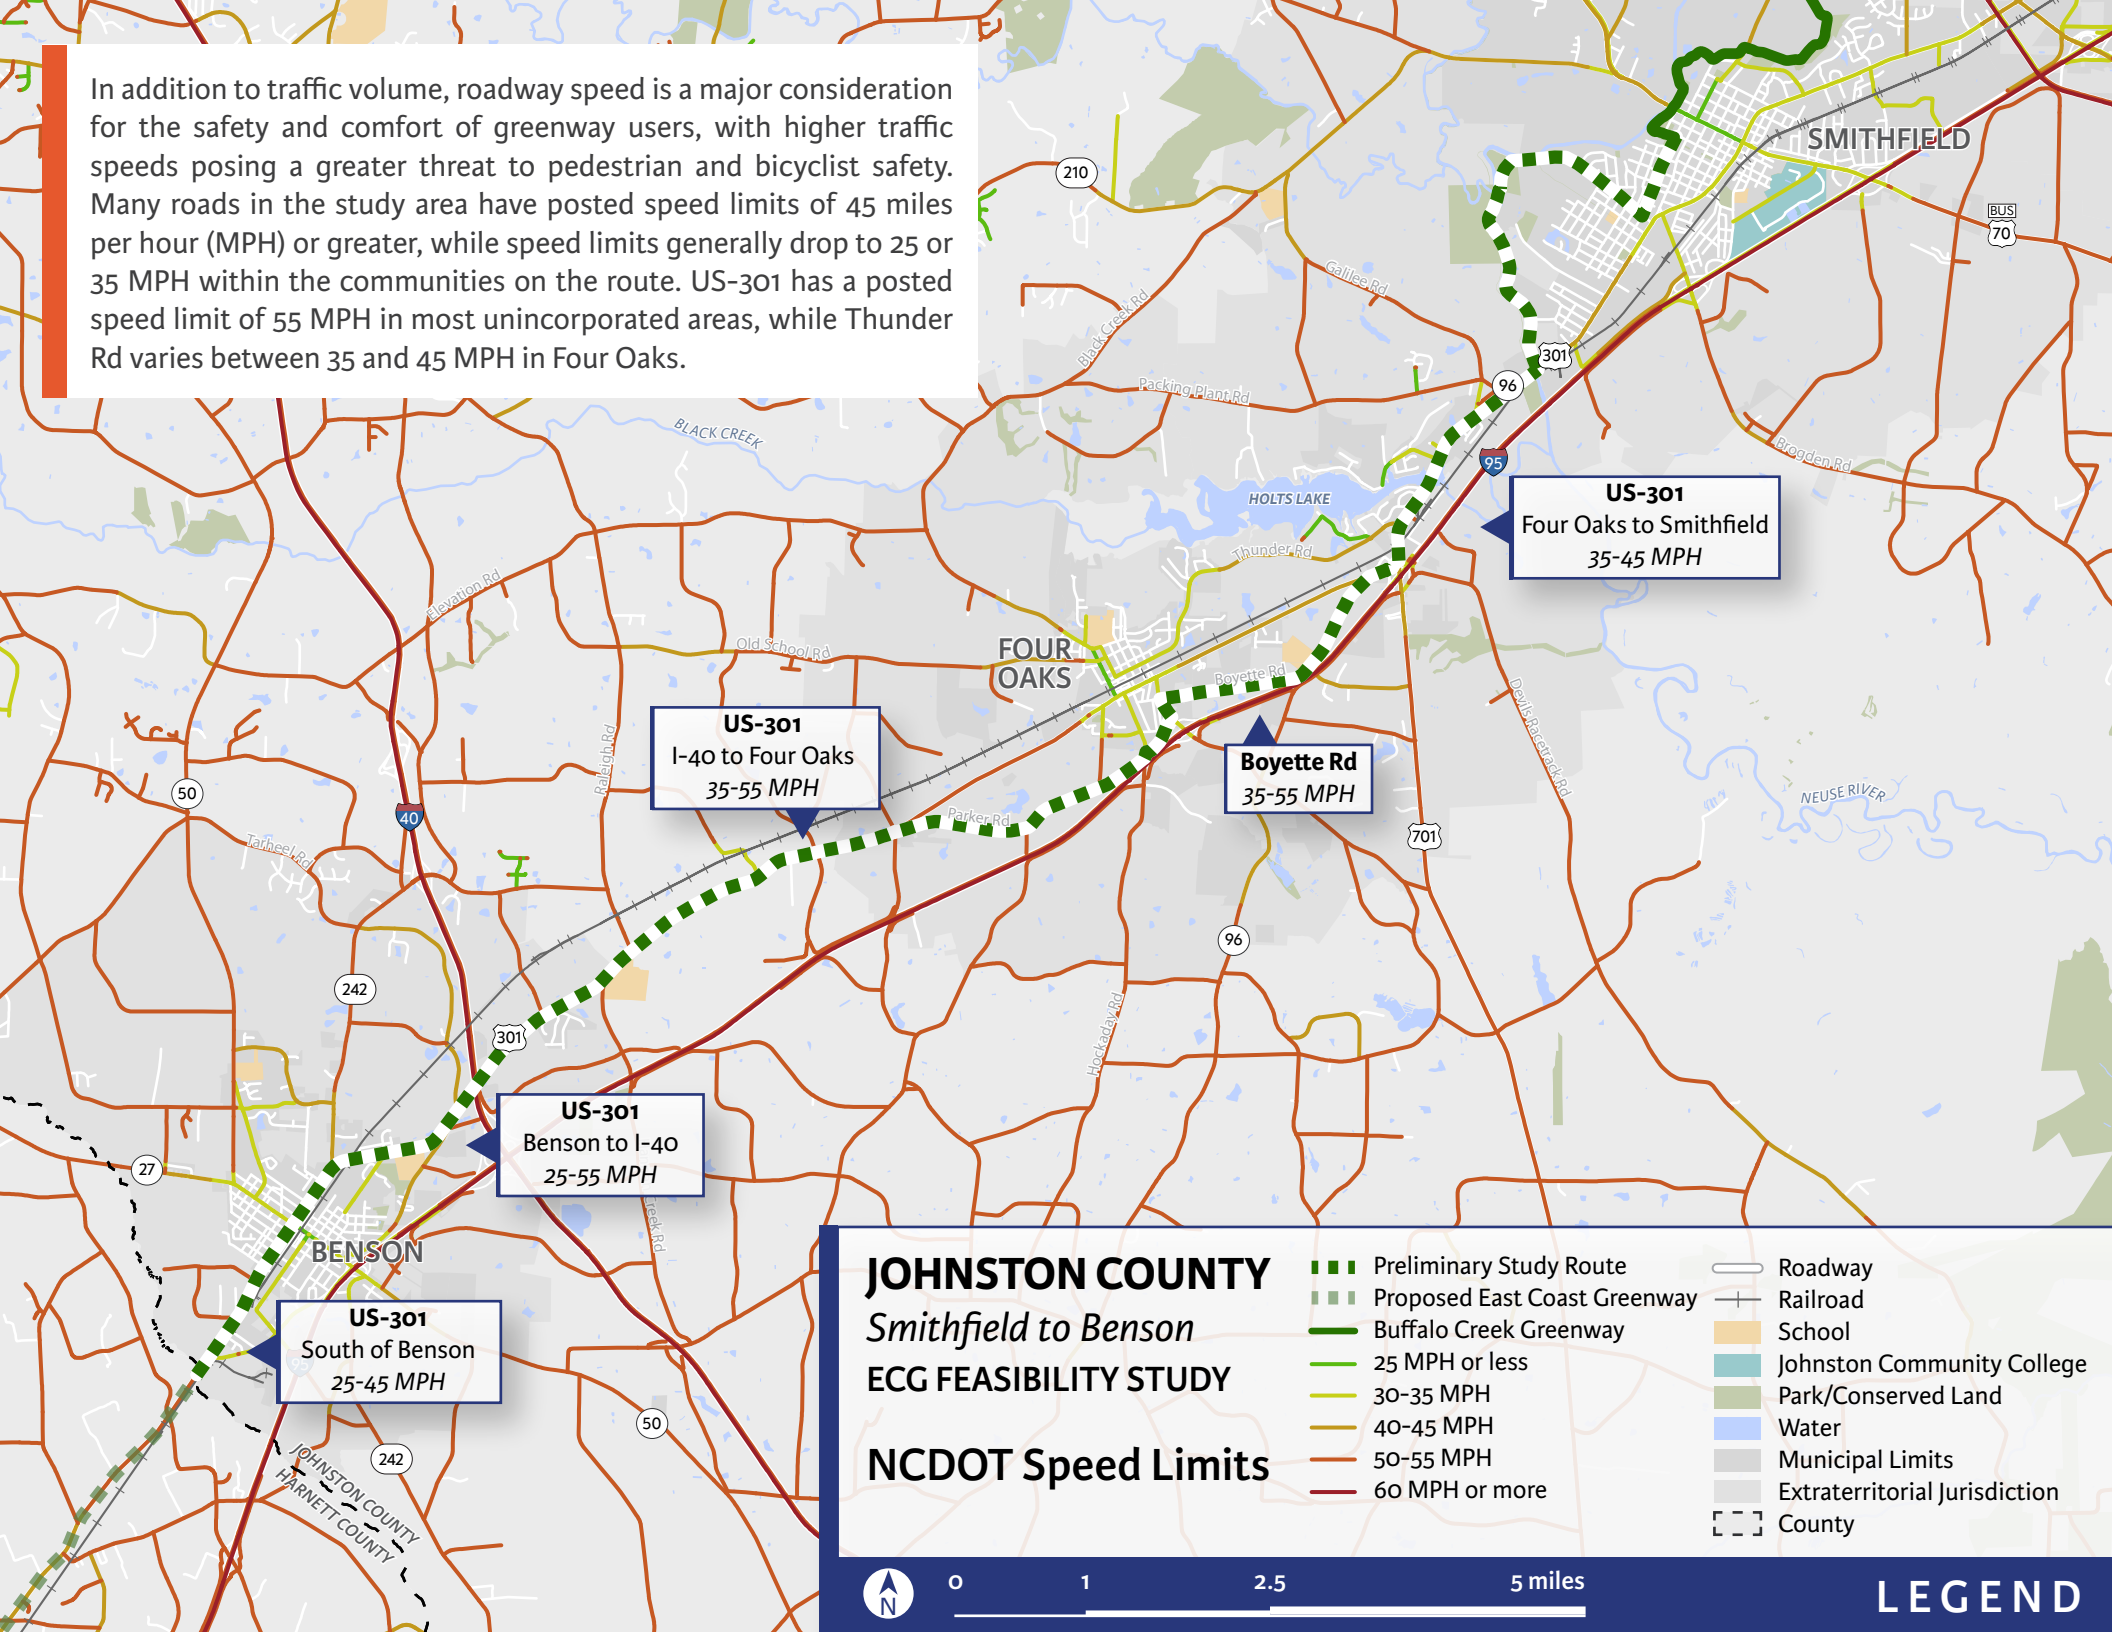 In addition to traffic volume, roadway speed is a major consideration
for the safety and comfort of greenway users, with higher traffic
speeds posing a greater threat to pedestrian and bicyclist safety.
Many roads in the study area have posted speed limits of 45 miles
per hour (MPH) or greater, while speed limits generally drop to 25 or
35 MPH within the communities on the route. US-301 has a posted
speed limit of 55 MPH in most unincorporated areas, while Thunder
Rd varies between 35 and 45 MPH in Four Oaks.
SMITHFIELD
210
BUS
70
Galilee Rd
Black Creek Rd
301
96
Packing Plant Rd
BLACK CREEK
Brogden Rd
95
HOLTS LAKE
US-301
Four Oaks to Smithfield
35-45 MPH
Thunder Rd
Elevation Rd
Old School Rd
FOUR
OAKS
Boyette Rd
Devils Racetrack Rd
US-301
I-40 to Four Oaks
35-55 MPH
Raleigh Rd
Boyette Rd
35-55 MPH
50
40
Parker Rd
NEUSE RIVER
701
Tarheel Rd
96
242
301
Hockaday Rd
US-301
Benson to I-40
25-55 MPH
27
Creek Rd
BENSON
US-301
South of Benson
25-45 MPH
95
50
242
JOHNSTON COUNTY
HARNETT COUNTY
JOHNSTON COUNTY
Smithfield to Benson
ECG FEASIBILITY STUDY
NCDOT Speed Limits
Preliminary Study Route
Proposed East Coast Greenway
Buffalo Creek Greenway
25 MPH or less
30-35 MPH
40-45 MPH
50-55 MPH
60 MPH or more
Roadway
Railroad
School
Johnston Community College
Park/Conserved Land
Water
Municipal Limits
Extraterritorial Jurisdiction
County
N
0 1 2.5 5 miles
LEGEND